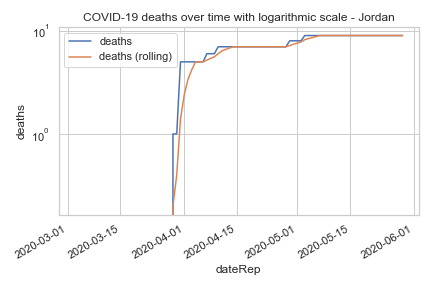 COVID-19 deaths over time with logarithmic scale - Jordan
deaths
deaths (rolling)
10^1
10^0
deaths
2020-03-01
2020-03-15
2020-04-01
2020-04-15
2020-05-01
2020-05-15
2020-06-01
dateRep